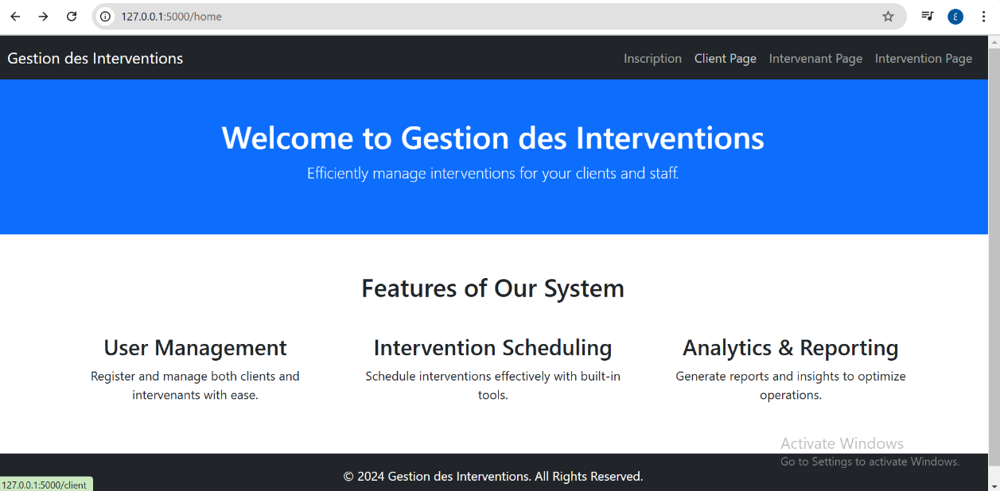 127.0.0.1:5000/home
ε
Gestion des Interventions
Inscription Client Page Intervenant Page Intervention Page
Welcome to Gestion des Interventions
Efficiently manage interventions for your clients and staff.
Features of Our System
User Management
Register and manage both clients and
intervenants with ease.
Intervention Scheduling
Schedule interventions effectively with built-in
tools.
Analytics & Reporting
Generate reports and insights to optimize
operations.
Activate Windows
Go to Settings to activate Windows.
© 2024 Gestion des Interventions. All Rights Reserved.
127.0.0.1:5000/client